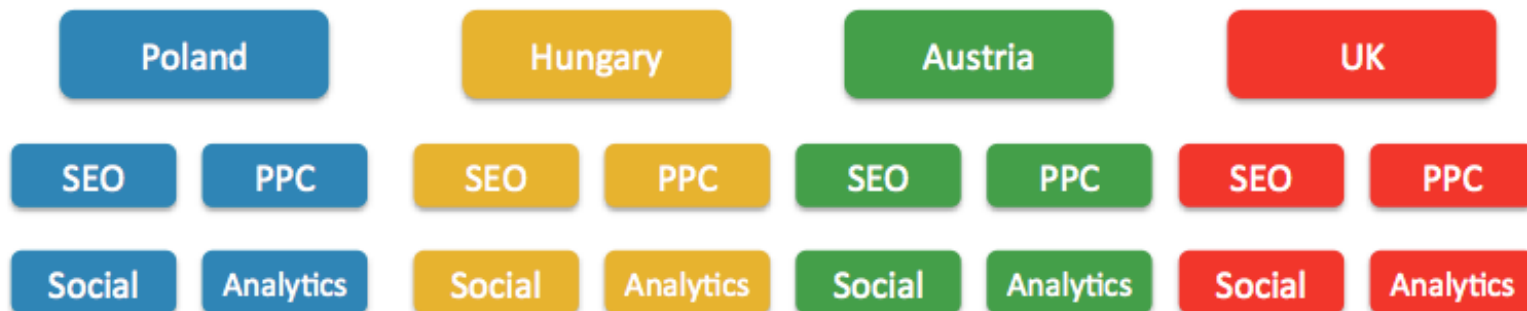 Poland
Hungary
Austria
UK
SEO
PPC
SEO
PPC
SEO
PPC
SEO
PPC
Social
Analytics
Social
Analytics
Social
Analytics
Social
Analytics